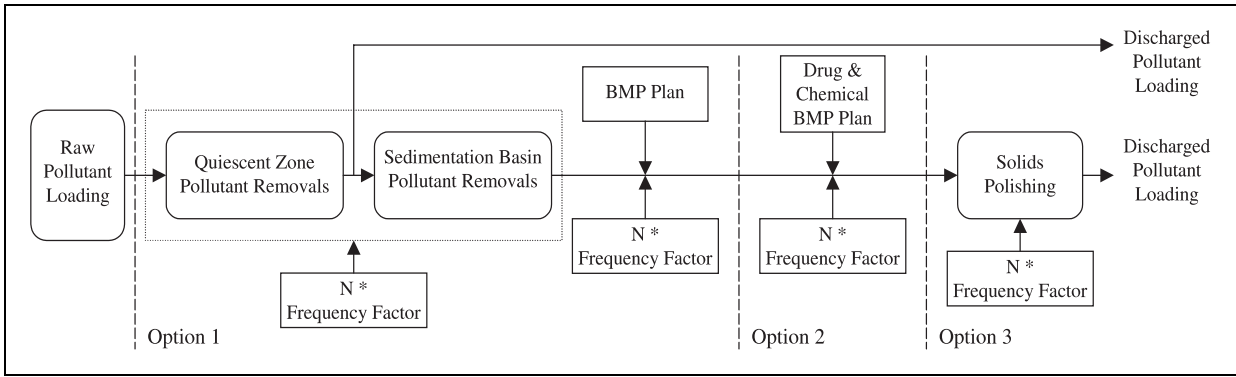 Raw
Pollutant
Loading
Quiescent Zone
Pollutant Removals
Sedimentation Basin
Pollutant Removals
N *
Frequency Factor
Option 1
BMP Plan
N *
Frequency Factor
Drug &
Chemical
BMP Plan
N *
Frequency Factor
Option 2
Solids
Polishing
N *
Frequency Factor
Option 3
Discharged
Pollutant
Loading
Discharged
Pollutant
Loading